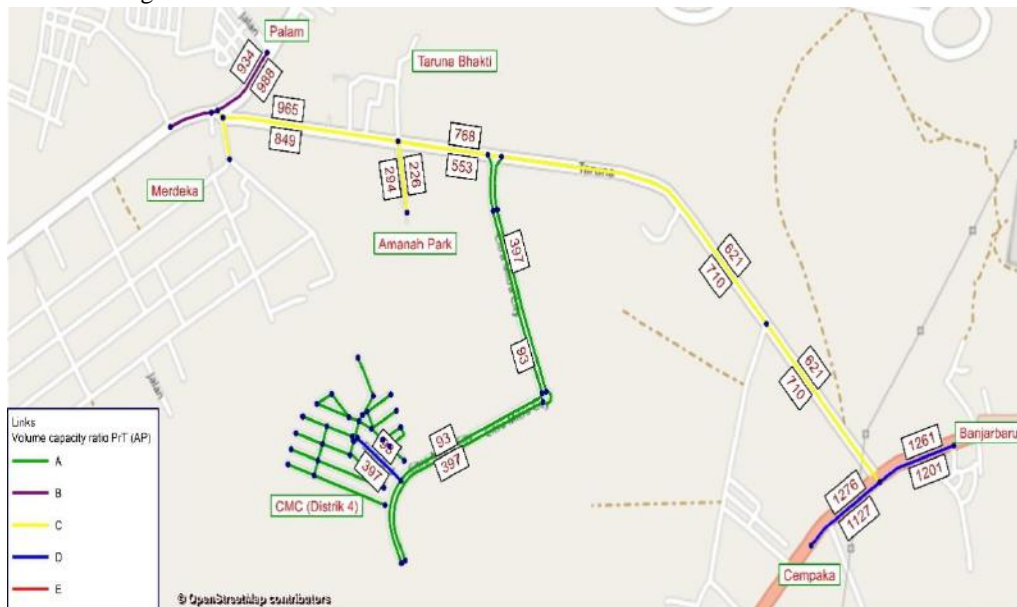 Palam
934
988
Taruna Bhakti
965
849
768
553
Merdeka
294
226
Amanah Park
397
621
710
93
621
710
Links
Volume capacity ratio PrT (AP)
A
B
C
D
E
93
397
397
CMC (Distrik 4)
Banjarbaru
1261
1201
1276
1127
Cempaka
Jalan
Jalan
© OpenStreetMap contributors